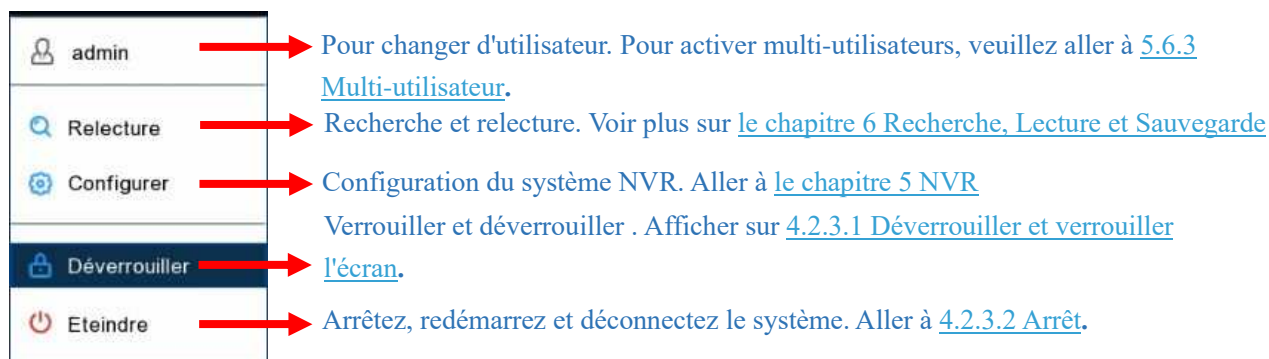 admin
Pour changer d'utilisateur. Pour activer multi-utilisateurs, veuillez aller à 5.6.3
Multi-utilisateur.
Relecture
Recherche et relecture. Voir plus sur le chapitre 6 Recherche, Lecture et Sauvegarde
Configurer
Configuration du système NVR. Aller à le chapitre 5 NVR
Verrouiller et déverrouiller . Afficher sur 4.2.3.1 Déverrouiller et verrouiller
Déverrouiller
l'écran.
Eteindre
Arrêtez, redémarrez et déconnectez le système. Aller à 4.2.3.2 Arrêt.